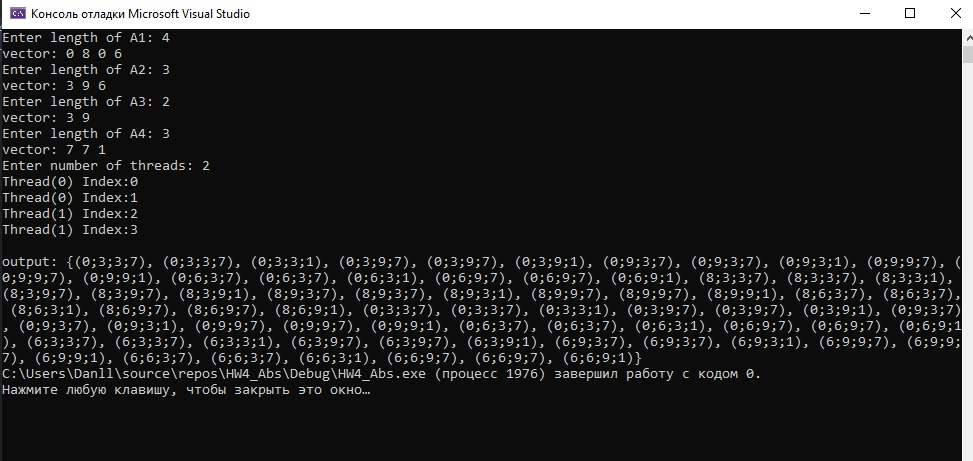 Консоль отладки Microsoft Visual Studio
Enter length of A1: 4
vector: 0 8 0 6
Enter length of A2: 3
vector: 3 9 6
Enter length of A3: 2
vector: 3 9
Enter length of A4: 3
vector: 7 7 1
Enter number of threads: 2
Thread(0) Index:0
Thread(0) Index:1
Thread(1) Index:2
Thread(1) Index:3
output: {(0;3;3;7), (0;3;3;7), (0;3;3;1), (0;3;9;7), (0;3;9;7), (0;3;9;1), (0;9;3;7), (0;9;3;7), (0;9;3;1), (0;9;9;7), (
0;9;9;7), (0;9;9;1), (0;6;3;7), (0;6;3;7), (0;6;3;1), (0;6;9;7), (0;6;9;7), (0;6;9;1), (8;3;3;7), (8;3;3;7), (8;3;3;1),
(8;3;9;7), (8;3;9;7), (8;3;9;1), (8;9;3;7), (8;9;3;7), (8;9;3;1), (8;9;9;7), (8;9;9;7), (8;9;9;1), (8;6;3;7), (8;6;3;7),
(8;6;3;1), (8;6;9;7), (8;6;9;7), (8;6;9;1), (0;3;3;7), (0;3;3;7), (0;3;3;1), (0;3;9;7), (0;3;9;7), (0;3;9;1), (0;9;3;7)
, (0;9;3;7), (0;9;3;1), (0;9;9;7), (0;9;9;7), (0;9;9;1), (0;6;3;7), (0;6;3;7), (0;6;3;1), (0;6;9;7), (0;6;9;7), (0;6;9;1
), (6;3;3;7), (6;3;3;7), (6;3;3;1), (6;3;9;7), (6;3;9;7), (6;3;9;1), (6;9;3;7), (6;9;3;7), (6;9;3;1), (6;9;9;7), (6;9;9;
7), (6;9;9;1), (6;6;3;7), (6;6;3;7), (6;6;3;1), (6;6;9;7), (6;6;9;7), (6;6;9;1)}
C:\Users\Danll\source\repos\HW4_Abs\Debug\HW4_Abs.exe (процесс 1976) завершил работу с кодом 0.
Нажмите любую клавишу, чтобы закрыть это окно…